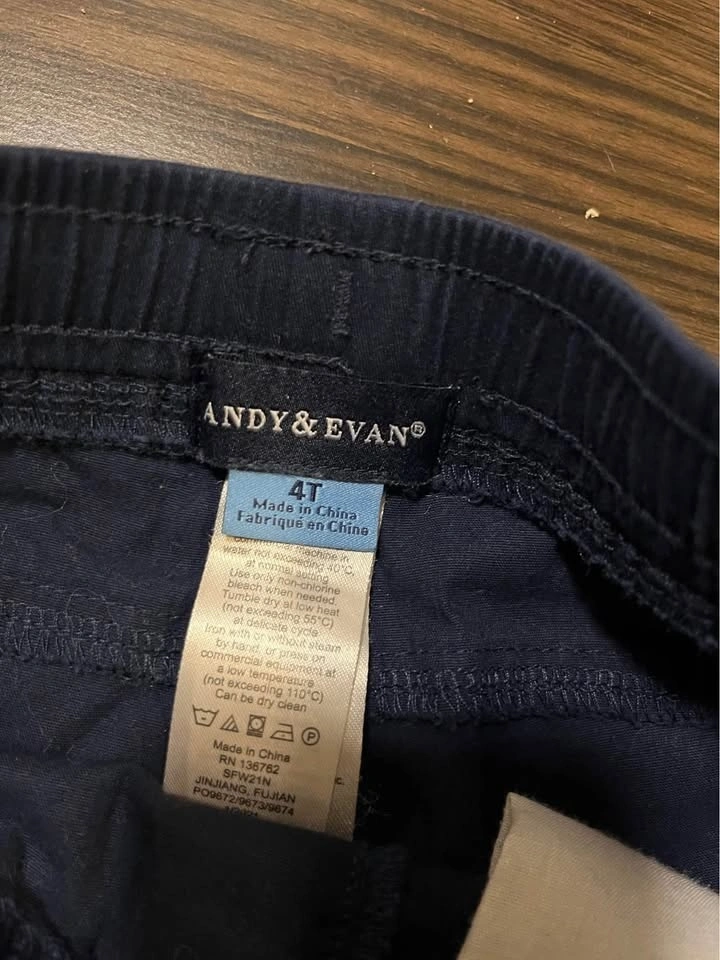 ANDY & EVAN®
4T
Made in China
Fabriqué en Chine
machine in
water not exceeding 40°C,
at normal setting
Use only non-chlorine
bleach when needed.
Tumble dry at low heat
(not exceeding 55°C)
at delicate cycle
Iron with or without steam
by hand, or press on
commercial equipment at
a low temperature
(not exceeding 110°C)
Can be dry clean
P
Made in China
RN 136762
SFW21N
JINJIANG, FUJIAN
PO9672/9673/9674